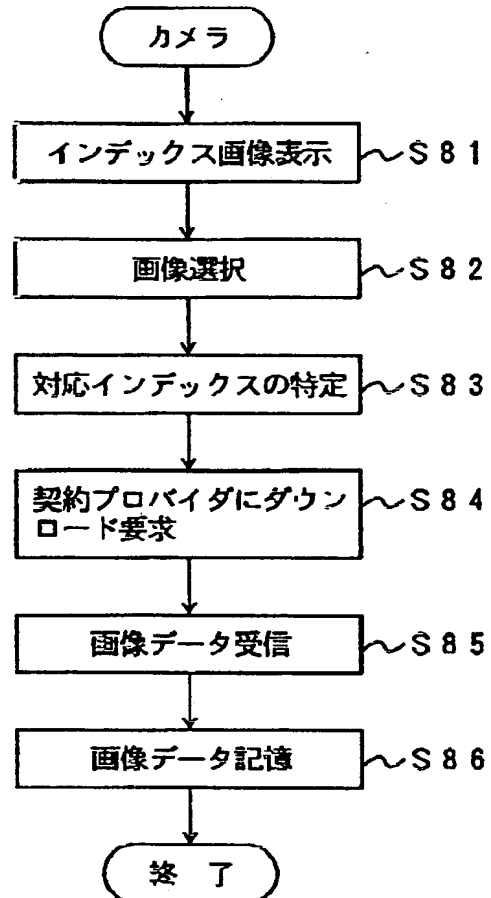 カメラ
インデックス画像表示 S81
画像選択 S82
対応インデックスの特定 S83
契約プロバイダにダウン S84
ロード要求
画像データ受信 S85
画像データ記憶 S86
終 了